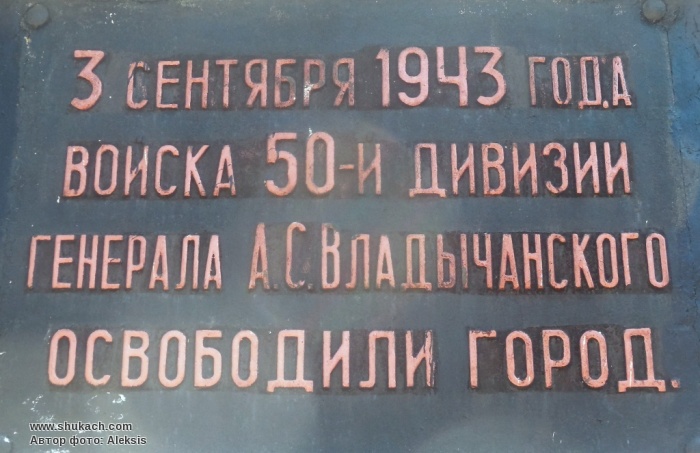 3 СЕНТЯБРЯ 1943 ГОДА
ВОЙСКА 50-Й ДИВИЗИИ
ГЕНЕРАЛА А.С.ВЛАДЫЧАНСКОГО
ОСВОБОДИЛИ ГОРОД.
www.shukach.com
Автор фото: Aleksis